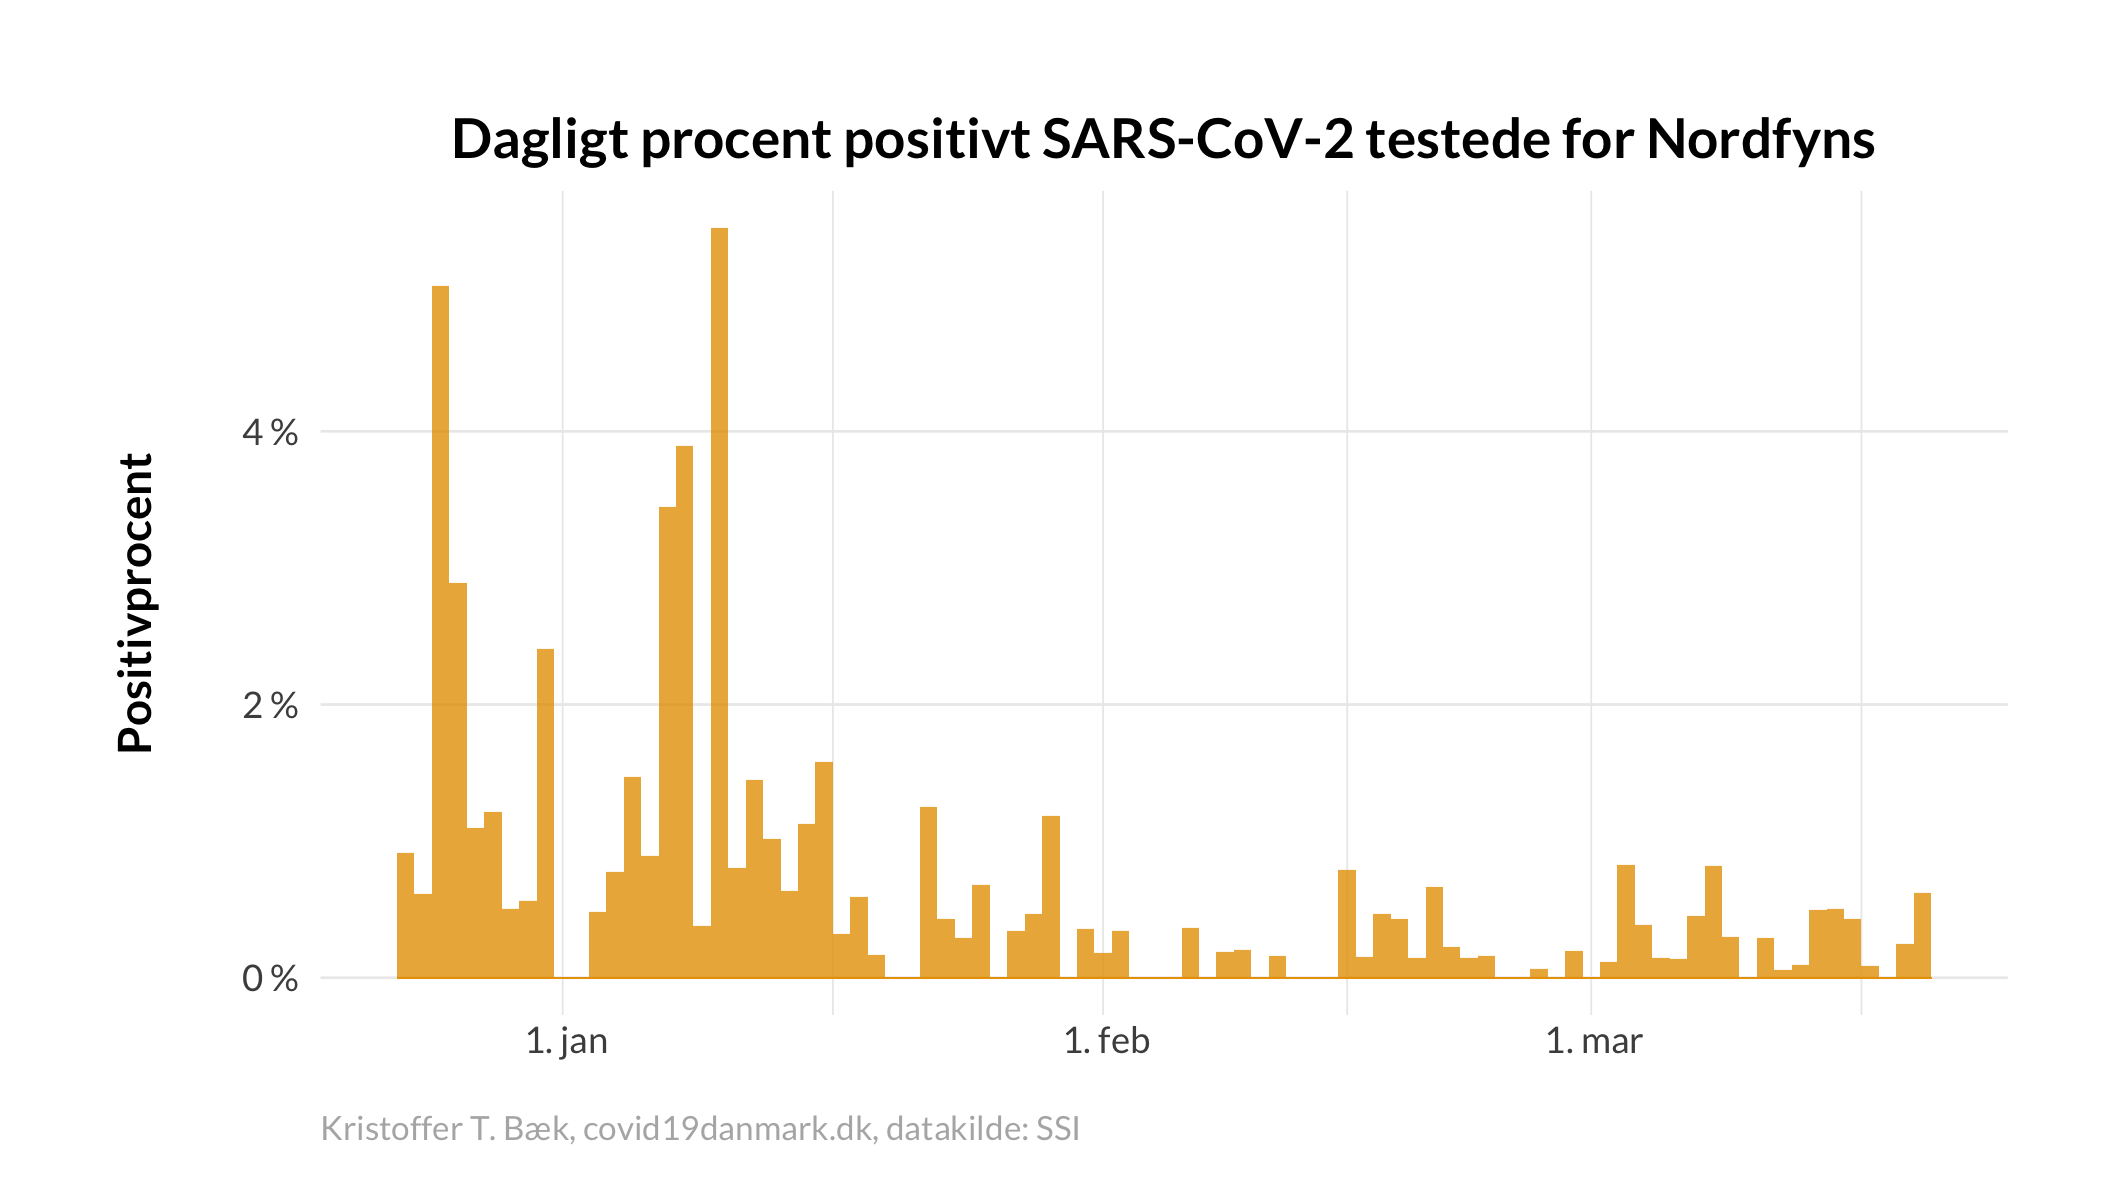 Dagligt procent positivt SARS-CoV-2 testede for Nordfyns
Positivprocent
4 %
2 %
0 %
1. jan
1. feb
1. mar
Kristoffer T. Bæk, covid19danmark.dk, datakilde: SSI